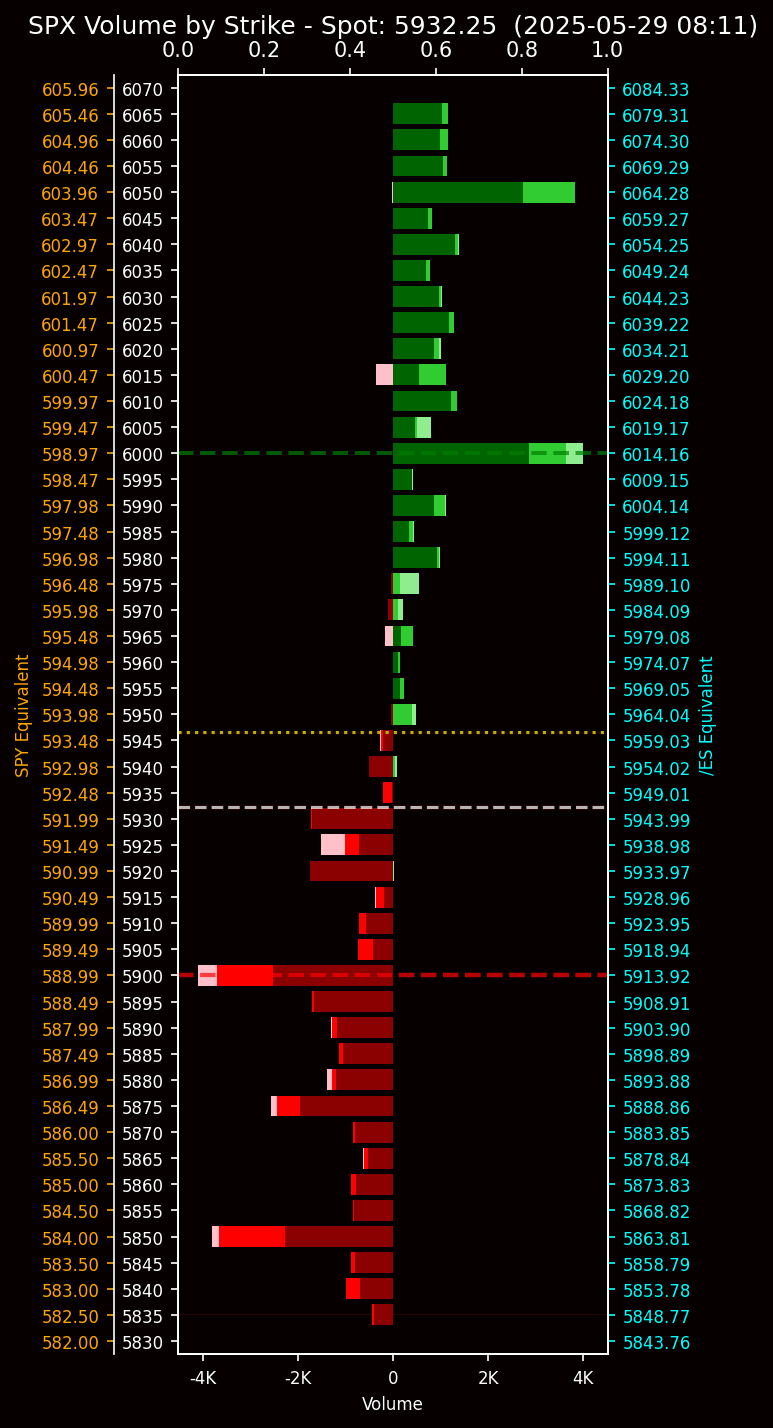 SPX Volume by Strike - Spot: 5932.25 (2025-05-29 08:11)
0.0 0.2 0.4 0.6 0.8 1.0
605.96 6070 6084.33
605.46 6065 6079.31
604.96 6060 6074.30
604.46 6055 6069.29
603.96 6050 6064.28
603.47 6045 6059.27
602.97 6040 6054.25
602.47 6035 6049.24
601.97 6030 6044.23
601.47 6025 6039.22
600.97 6020 6034.21
600.47 6015 6029.20
599.97 6010 6024.18
599.47 6005 6019.17
598.97 6000 6014.16
598.47 5995 6009.15
597.98 5990 6004.14
597.48 5985 5999.12
596.98 5980 5994.11
596.48 5975 5989.10
595.98 5970 5984.09
595.48 5965 5979.08
594.98 5960 5974.07
594.48 5955 5969.05
593.98 5950 5964.04
593.48 5945 5959.03
592.98 5940 5954.02
592.48 5935 5949.01
591.99 5930 5943.99
591.49 5925 5938.98
590.99 5920 5933.97
590.49 5915 5928.96
589.99 5910 5923.95
589.49 5905 5918.94
588.99 5900 5913.92
588.49 5895 5908.91
587.99 5890 5903.90
587.49 5885 5898.89
586.99 5880 5893.88
586.49 5875 5888.86
586.00 5870 5883.85
585.50 5865 5878.84
585.00 5860 5873.83
584.50 5855 5868.82
584.00 5850 5863.81
583.50 5845 5858.79
583.00 5840 5853.78
582.50 5835 5848.77
582.00 5830 5843.76
SPY Equivalent
/ES Equivalent
-4K -2K 0 2K 4K
Volume